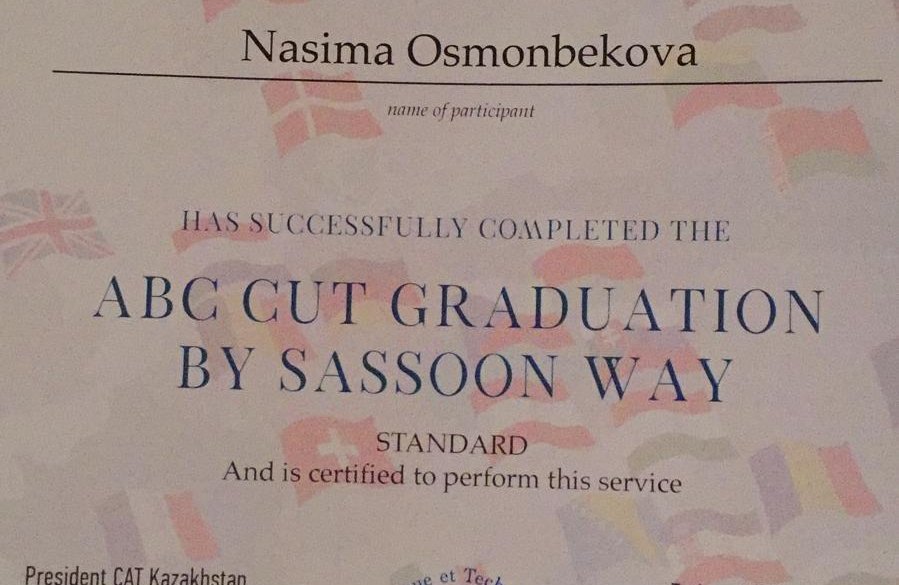 Nasima Osmonbekova
name of participant
HAS SUCCESSFULLY COMPLETED THE
ABC CUT GRADUATION
BY SASSOON WAY
STANDARD
And is certified to perform this service
President CAT Kazakhstan
et